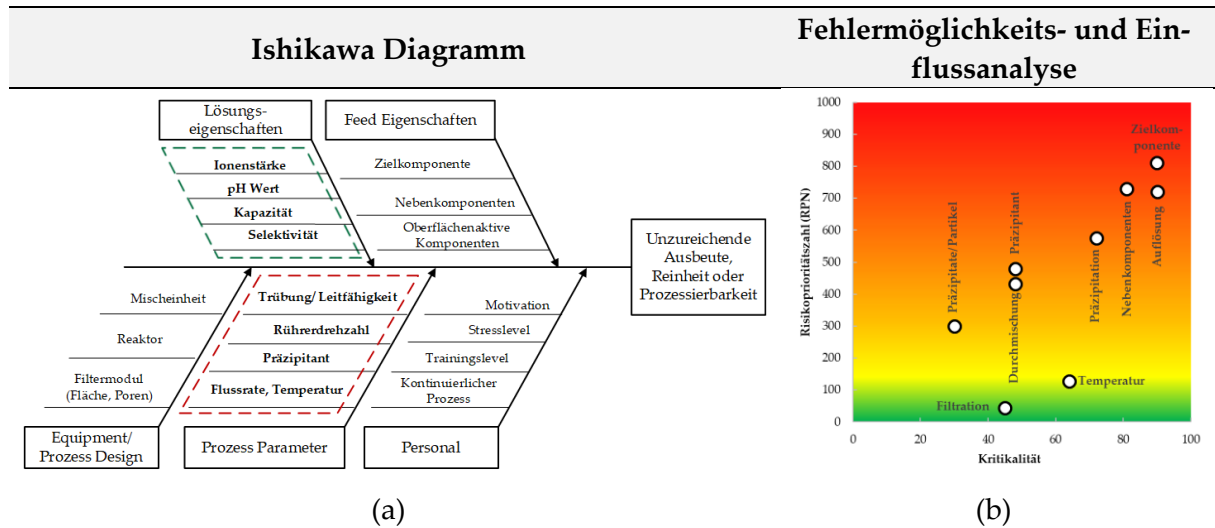 Ishikawa Diagramm
Fehlermöglichkeits- und Ein-
flussanalyse
Lösungs-
eigenschaften
Feed Eigenschaften
Ionenstärke
pH Wert
Kapazität
Selektivität
Zielkomponente
Nebenkomponenten
Oberflächenaktive
Komponenten
Unzureichende
Ausbeute,
Reinheit oder
Prozessierbarkeit
Mischeinheit
Reaktor
Filtermodul
(Fläche, Poren)
Trübung/ Leitfähigkeit
Rührerdrehzahl
Präzipitant
Flussrate, Temperatur
Motivation
Stresslevel
Trainingslevel
Kontinuierlicher
Prozess
Equipment/
Prozess Design
Prozess Parameter
Personal
(a)
Risikoprioritätszahl (RPN)
1000
900
800
700
600
500
400
300
200
100
0
Präzipitate/Partikel
Durchmischung
Präzipitant
Präzipitation
Nebenkomponenten
Zielkom-
ponente
Auflösung
Temperatur
Filtration
0
20
40
60
80
100
Kritikalität
(b)